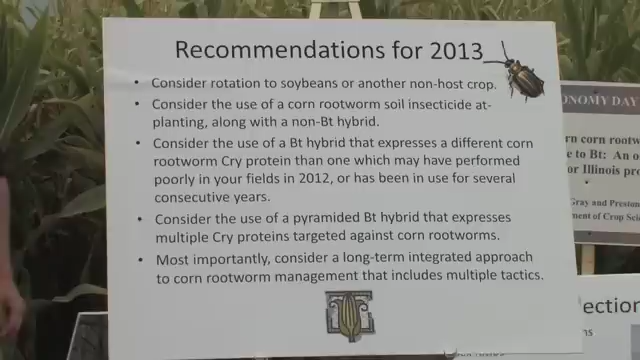 Recommendations for 2013
• Consider rotation to soybeans or another non-host crop.
• Consider the use of a corn rootworm soil insecticide at-
planting, along with a non-Bt hybrid.
• Consider the use of a Bt hybrid that expresses a different corn
rootworm Cry protein than one which may have performed
poorly in your fields in 2012, or has been in use for several
consecutive years.
• Consider the use of a pyramided Bt hybrid that expresses
multiple Cry proteins targeted against corn rootworms.
• Most importantly, consider a long-term integrated approach
to corn rootworm management that includes multiple tactics.
ONOMY DAY
rn corn rootw
e to Bt: An o
or Illinois pro
Gray and Preston
ment of Crop Scie
ection
ns